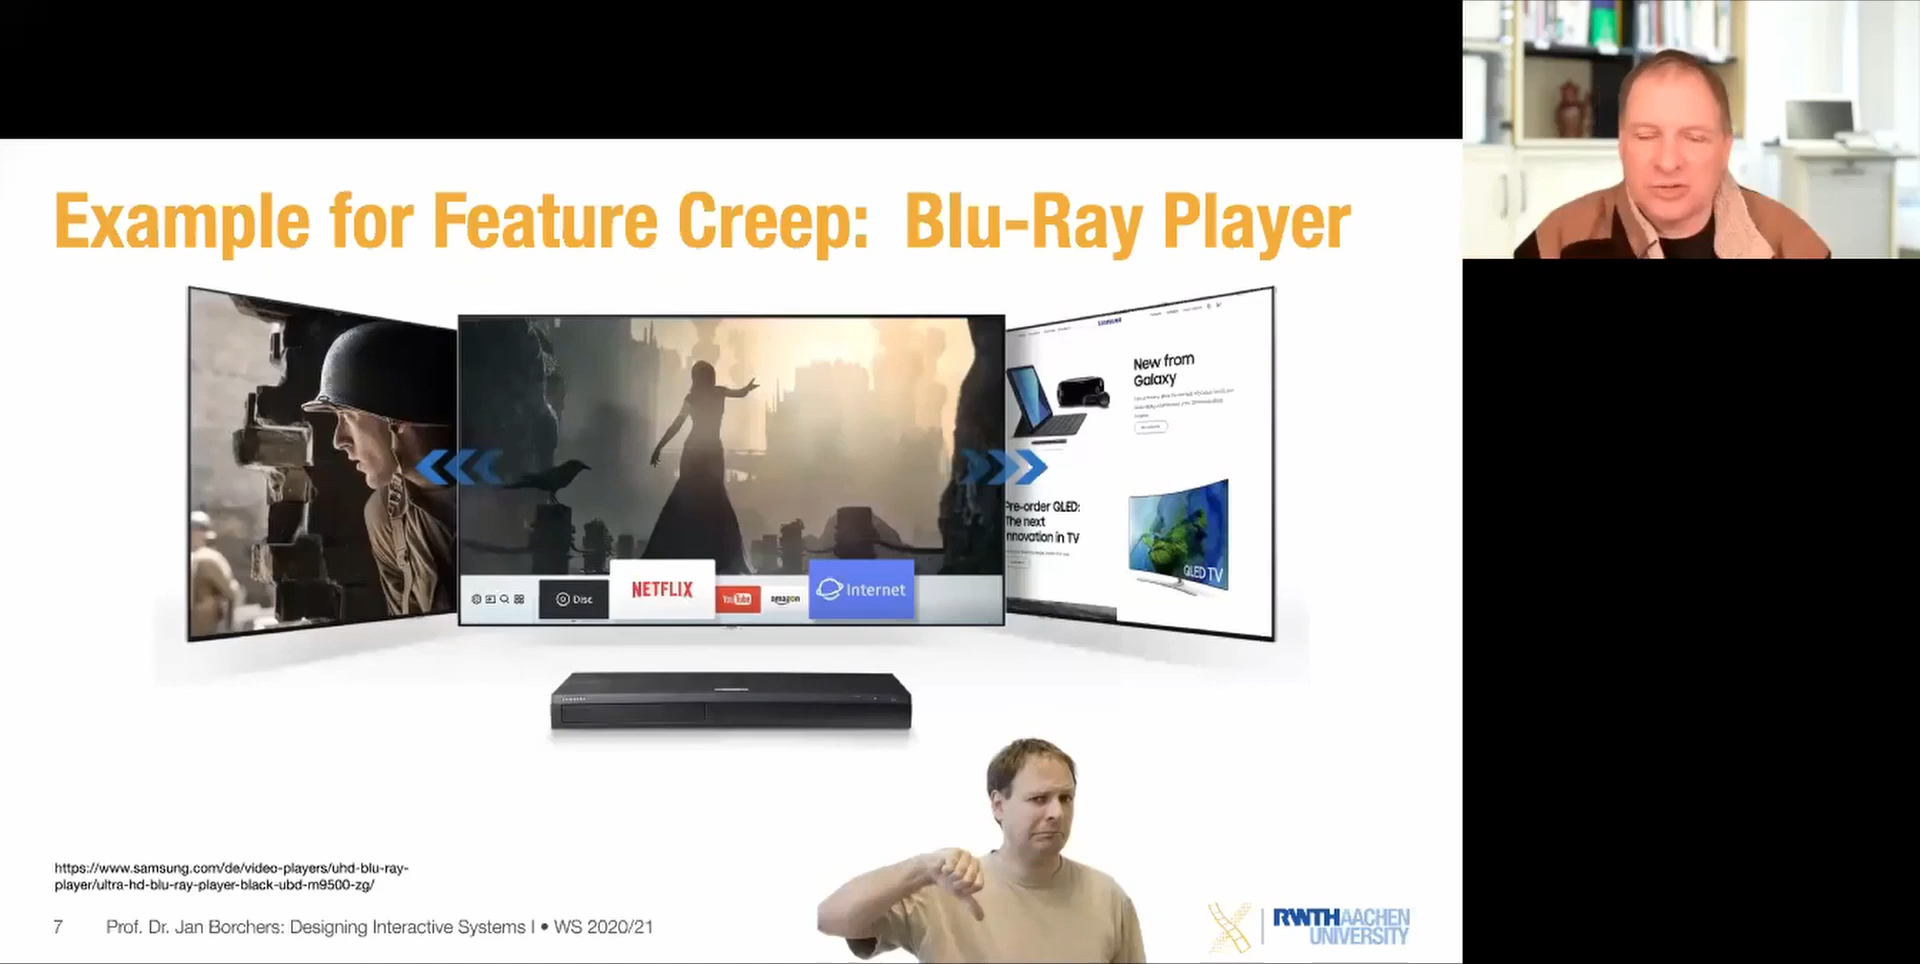 Example for Feature Creep: Blu-Ray Player
SAMSUNG
New from
Galaxy
Pre-order QLED:
The next
innovation in TV
QLED TV
Disc
NETFLIX
YouTube
amazon
Internet
SAMSUNG
https://www.samsung.com/de/video-players/uhd-blu-ray-
player/ultra-hd-blu-ray-player-black-ubd-m9500-zg/
7 Prof. Dr. Jan Borchers: Designing Interactive Systems I • WS 2020/21
RWTHAACHEN
UNIVERSITY